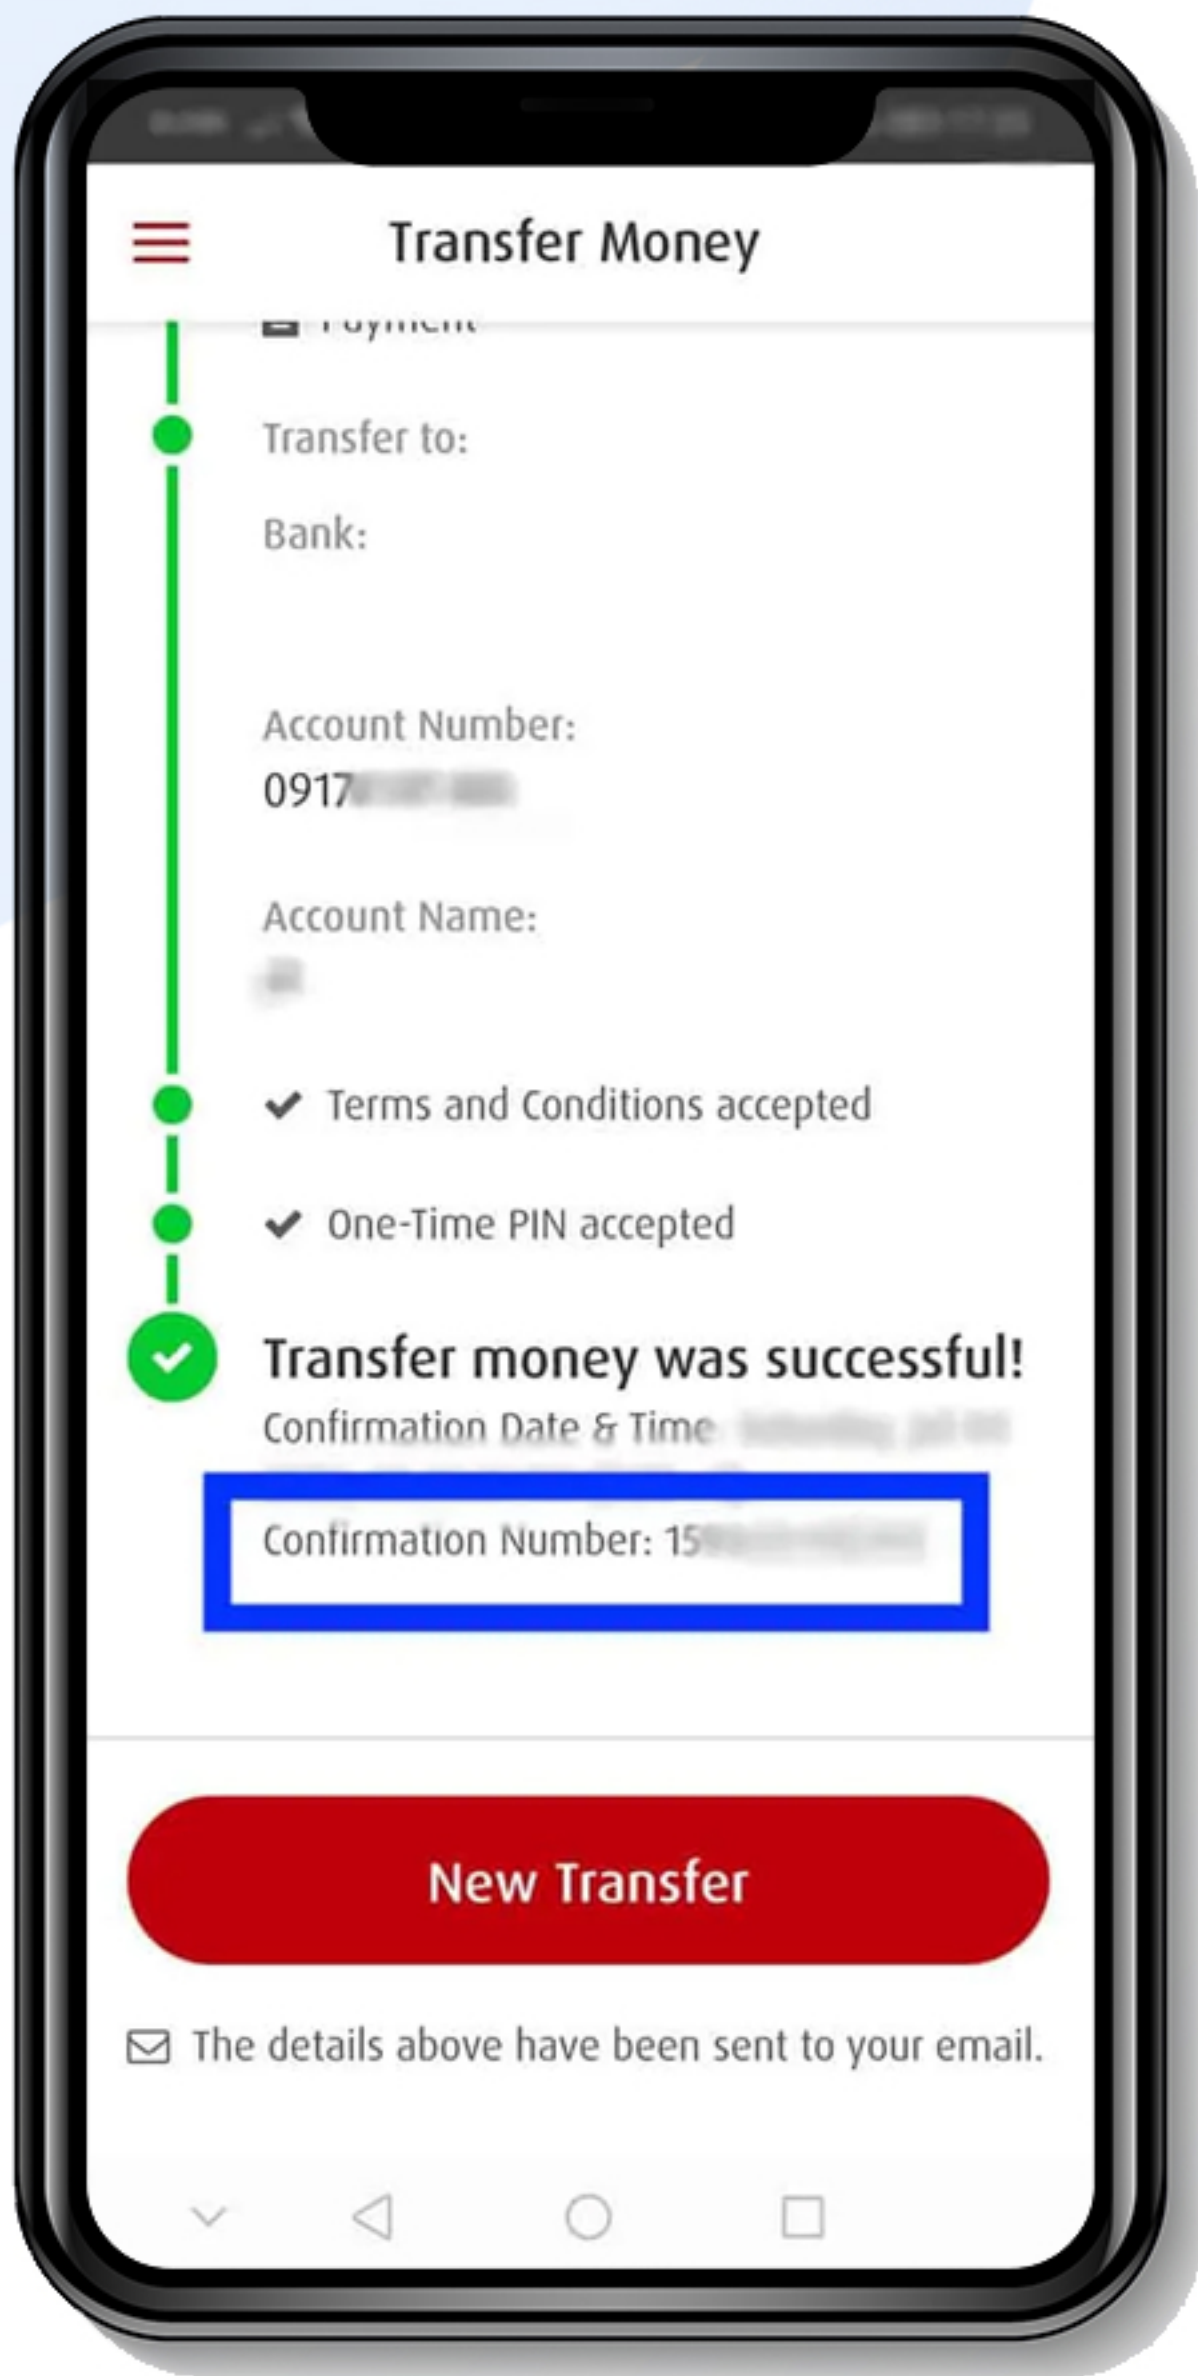 Transfer Money
Payment
Transfer to:
Bank:
Account Number:
0917
Account Name:
Terms and Conditions accepted
One-Time PIN accepted
Transfer money was successful!
Confirmation Date & Time
Confirmation Number: 15
New Transfer
The details above have been sent to your email.